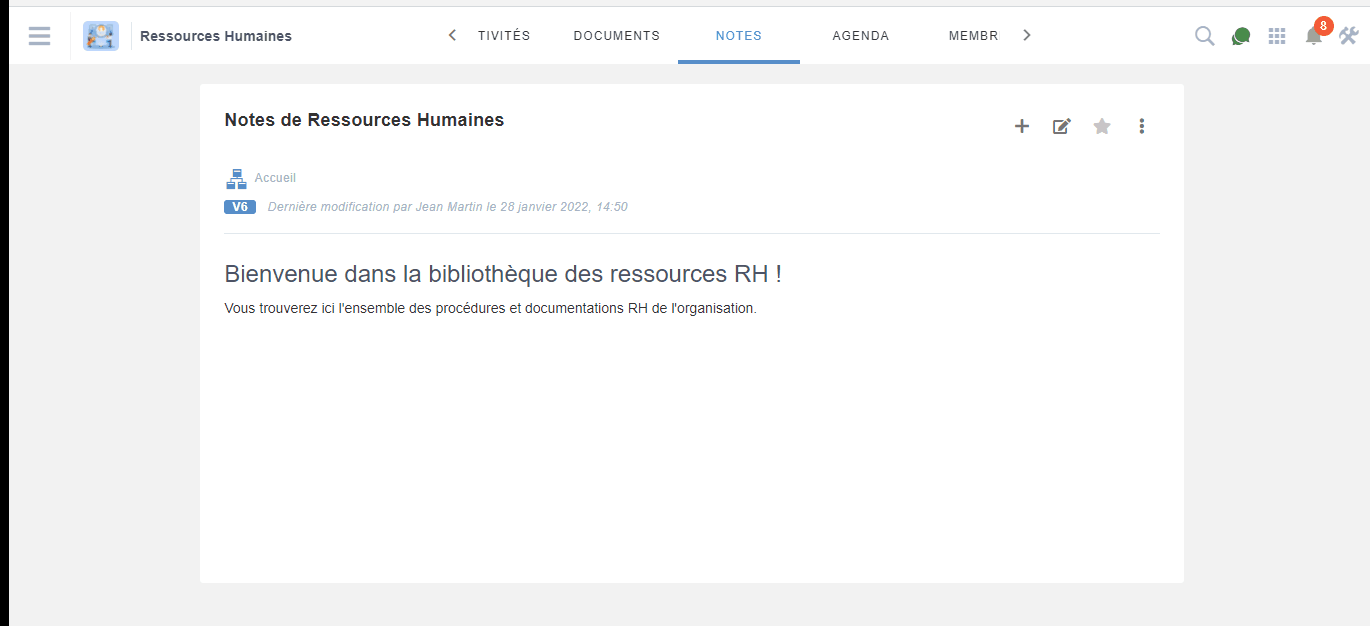 Ressources Humaines
TIVITÉS DOCUMENTS NOTES AGENDA MEMBR
8
Notes de Ressources Humaines
Accueil
V6 Dernière modification par Jean Martin le 28 janvier 2022, 14:50
Bienvenue dans la bibliothèque des ressources RH !
Vous trouverez ici l'ensemble des procédures et documentations RH de l'organisation.